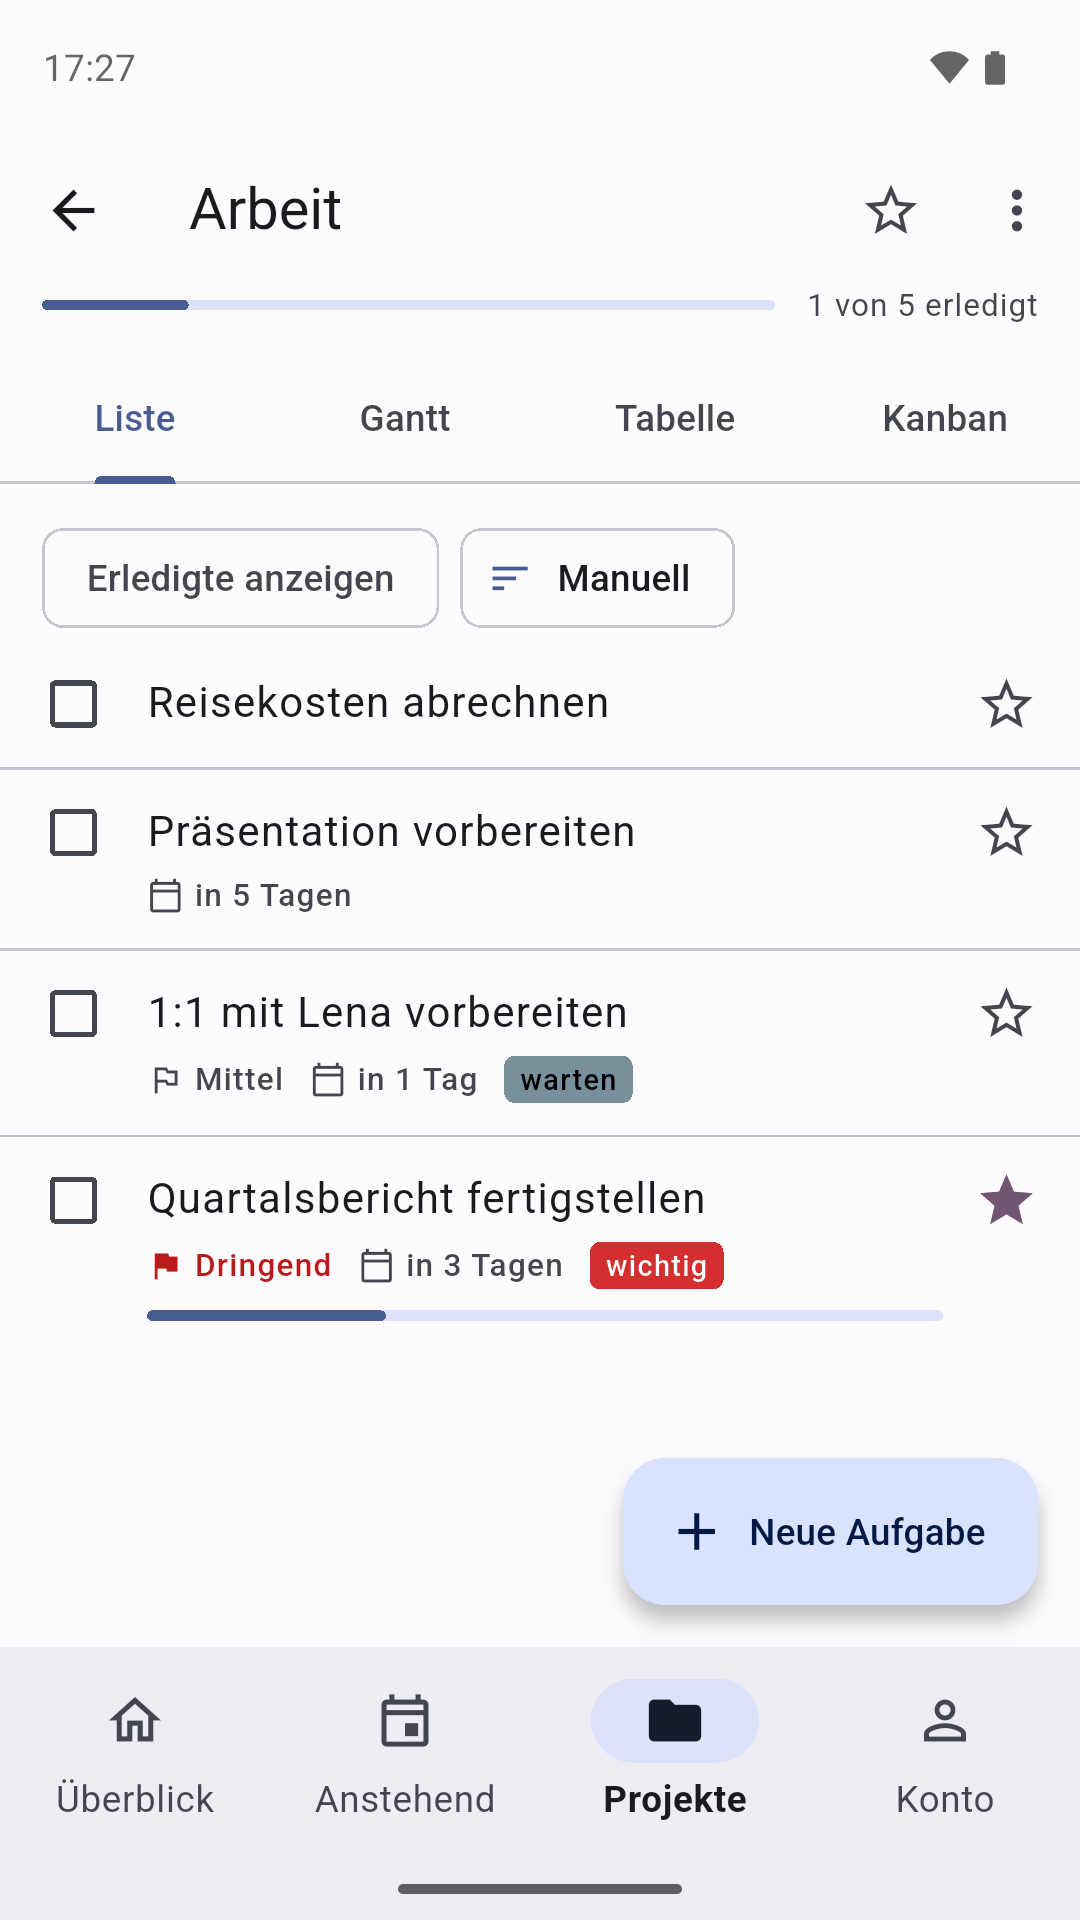 17:27
Arbeit
1 von 5 erledigt
Liste Gantt Tabelle Kanban
Erledigte anzeigen Manuell
Reisekosten abrechnen
Präsentation vorbereiten
in 5 Tagen
1:1 mit Lena vorbereiten
Mittel in 1 Tag warten
Quartalsbericht fertigstellen
Dringend in 3 Tagen wichtig
Neue Aufgabe
Überblick Anstehend Projekte Konto